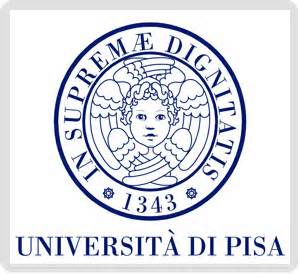 IN SUPREMÆ DIGNITATIS
· 1343 ·
UNIVERSITÀ DI PISA